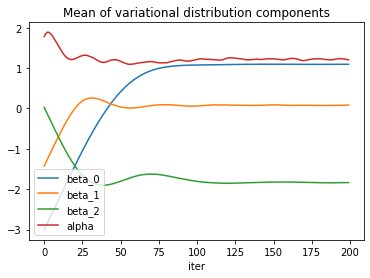 Mean of variational distribution components
2
1
0
−1
−2
−3
beta_0
beta_1
beta_2
alpha
0 25 50 75 100 125 150 175 200
iter